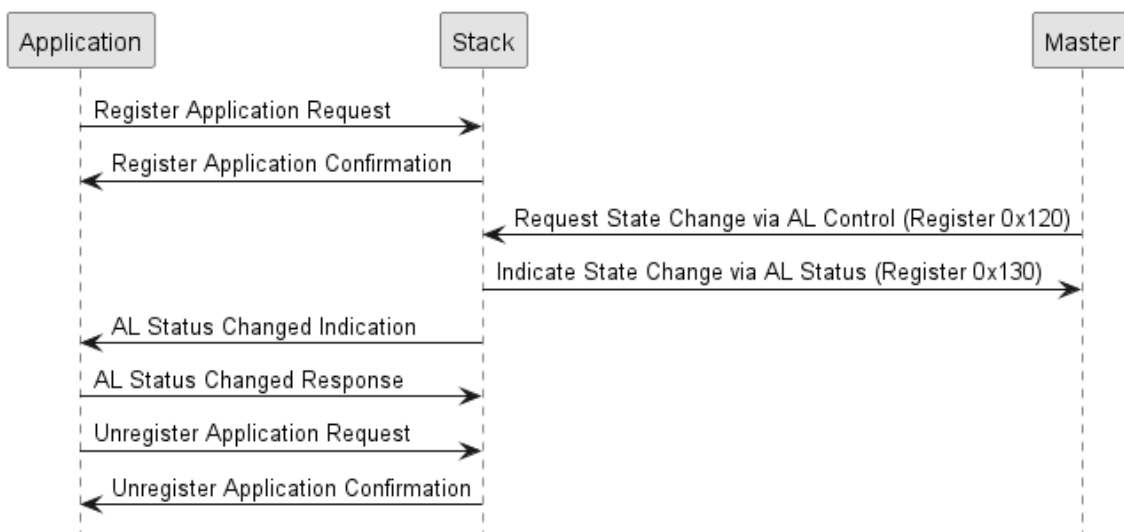 Application
Stack
Master
Register Application Request
Register Application Confirmation
Request State Change via AL Control (Register 0x120)
Indicate State Change via AL Status (Register 0x130)
AL Status Changed Indication
AL Status Changed Response
Unregister Application Request
Unregister Application Confirmation